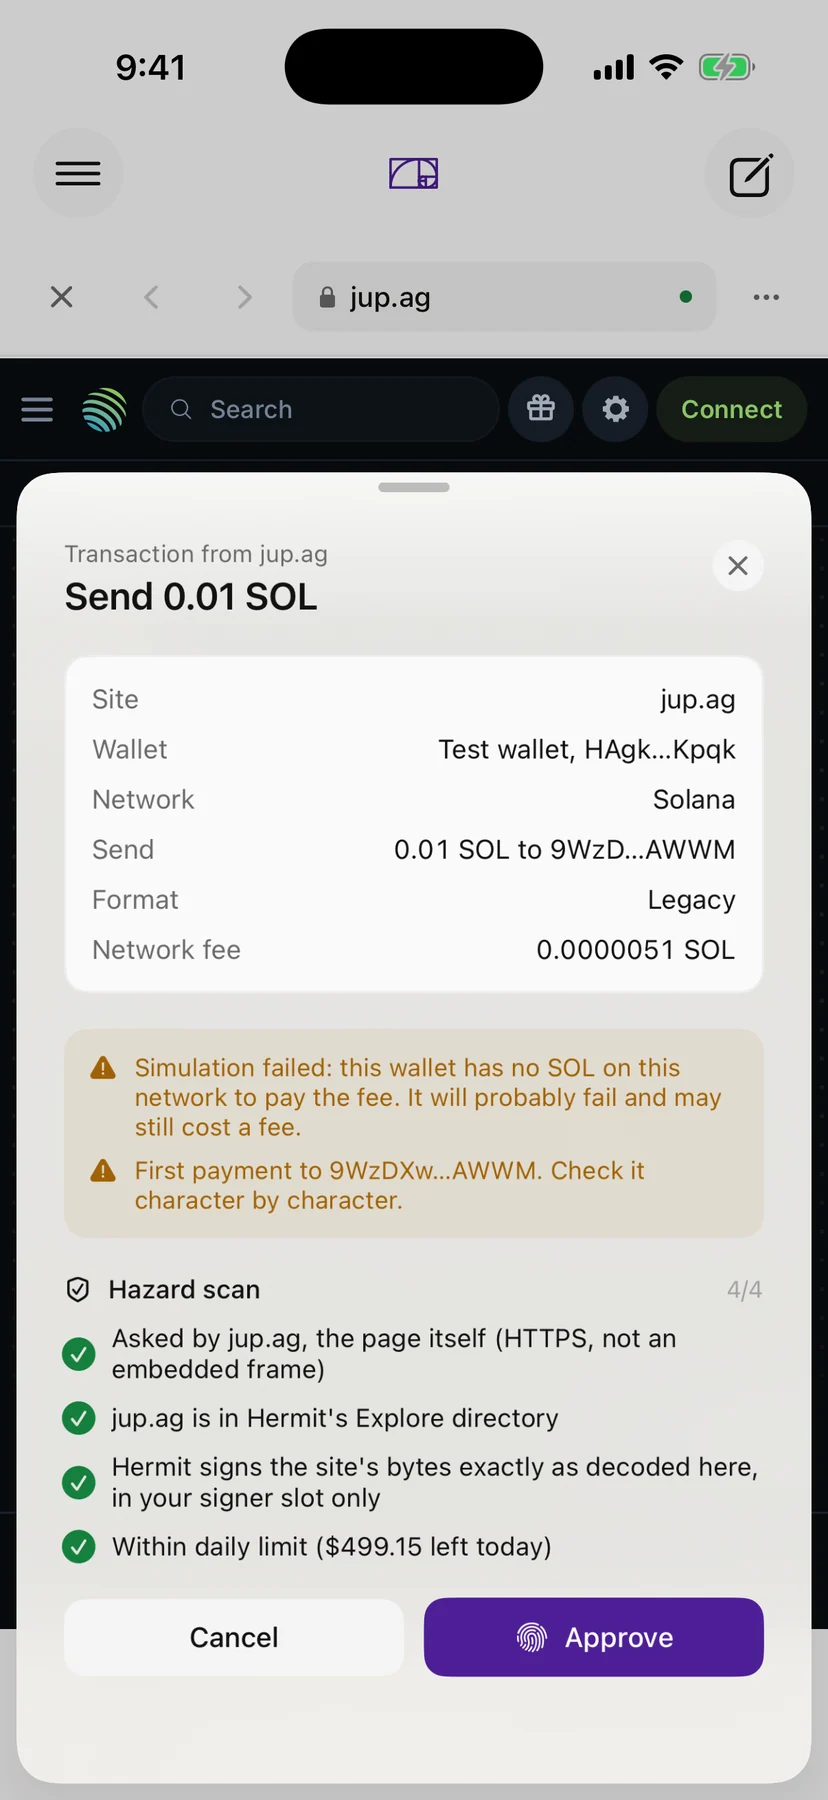 9:41
jup.ag
Search
Connect
Transaction from jup.ag
Send 0.01 SOL
Site jup.ag
Wallet Test wallet, HAgk...Kpqk
Network Solana
Send 0.01 SOL to 9WzD...AWWM
Format Legacy
Network fee 0.0000051 SOL
Simulation failed: this wallet has no SOL on this
network to pay the fee. It will probably fail and may
still cost a fee.
First payment to 9WzDXw...AWWM. Check it
character by character.
Hazard scan 4/4
Asked by jup.ag, the page itself (HTTPS, not an
embedded frame)
jup.ag is in Hermit's Explore directory
Hermit signs the site's bytes exactly as decoded here,
in your signer slot only
Within daily limit ($499.15 left today)
Cancel Approve